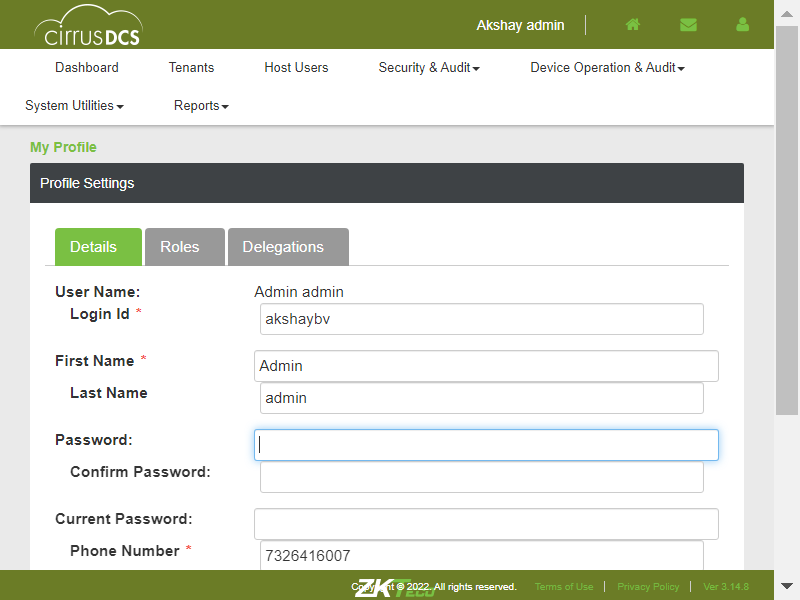 cirrusDCS
Akshay admin
Dashboard Tenants Host Users Security & Audit Device Operation & Audit
System Utilities Reports
My Profile
Profile Settings
Details Roles Delegations
User Name: Admin admin
Login Id * akshaybv
First Name * Admin
Last Name admin
Password:
Confirm Password:
Current Password:
Phone Number * 7326416007
ZKTeco
© 2022. All rights reserved. Terms of Use Privacy Policy Ver 3.14.8